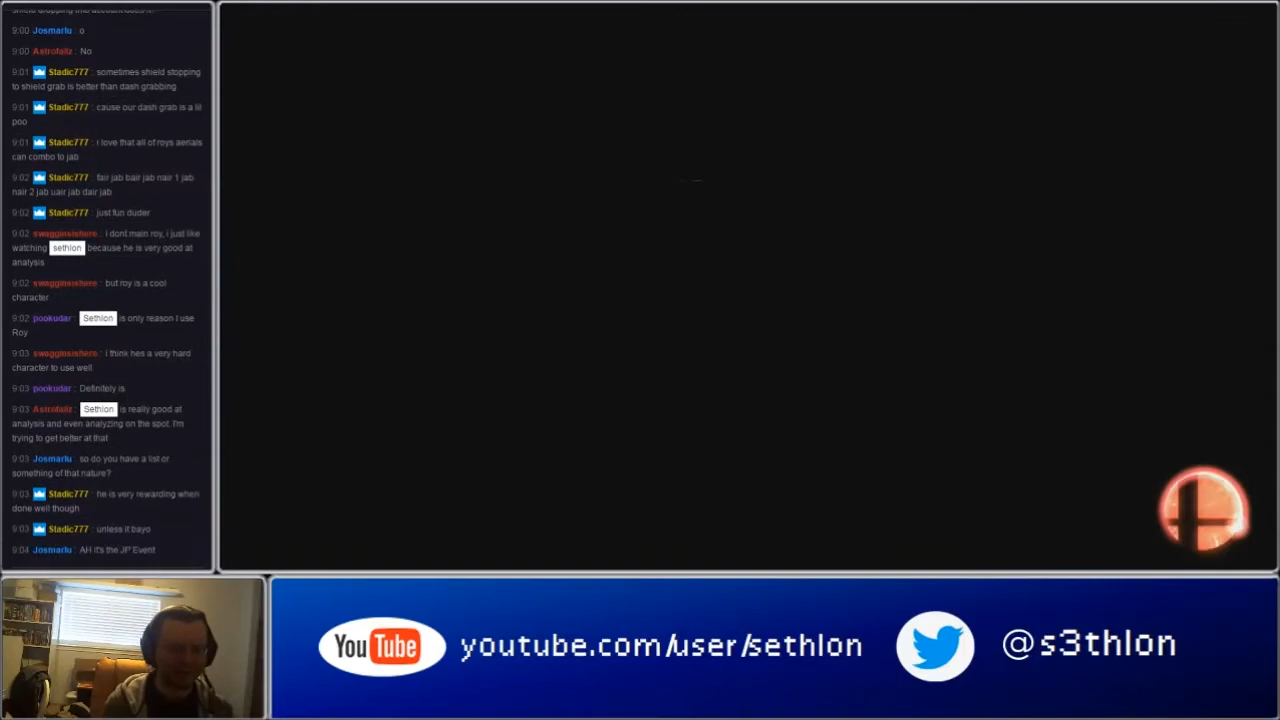 9:00 Josmarlu: o
9:00 Astrofaliz: No
9:01 Stadic777: sometimes shield stopping
to shield grab is better than dash grabbing
9:01 Stadic777: cause our dash grab is a lil
poo
9:01 Stadic777: i love that all of roys aerials
can combo to jab
9:02 Stadic777: fair jab bair jab nair 1 jab
nair 2 jab uair jab dair jab
9:02 Stadic777: just fun duder
9:02 swagginsishere: i dont main roy, i just like
watching sethlon because he is very good at
analysis
9:02 swagginsishere: but roy is a cool
character
9:02 pookudar: Sethlon is only reason I use
Roy
9:03 swagginsishere: i think hes a very hard
character to use well
9:03 pookudar: Definitely is
9:03 Astrofaliz: Sethlon is really good at
analysis and even analyzing on the spot. I'm
trying to get better at that
9:03 Josmarlu: so do you have a list or
something of that nature?
9:03 Stadic777: he is very rewarding when
done well though
9:03 Stadic777: unless it bayo
9:04 Josmarlu: AH it's the JP Event
YouTube youtube.com/user/sethlon @s3thlon